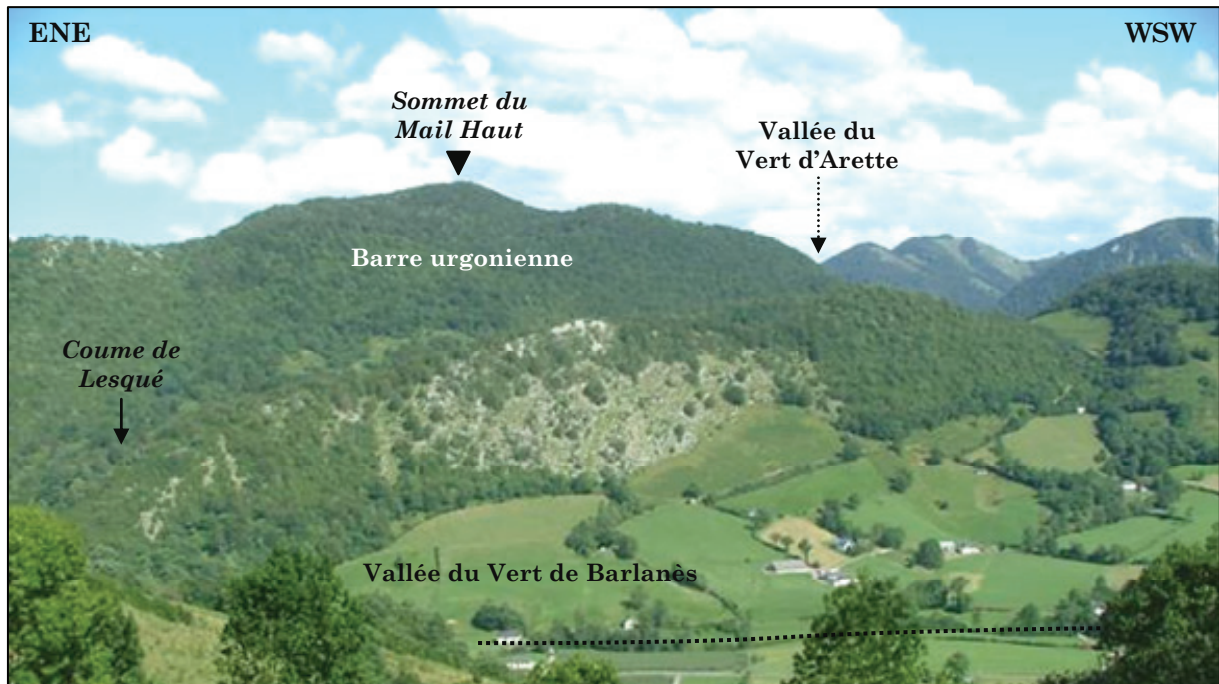 ENE
WSW
Sommet du
Mail Haut
Vallée du
Vert d'Arette
Barre urgonienne
Coume de
Lesqué
Vallée du Vert de Barlanès